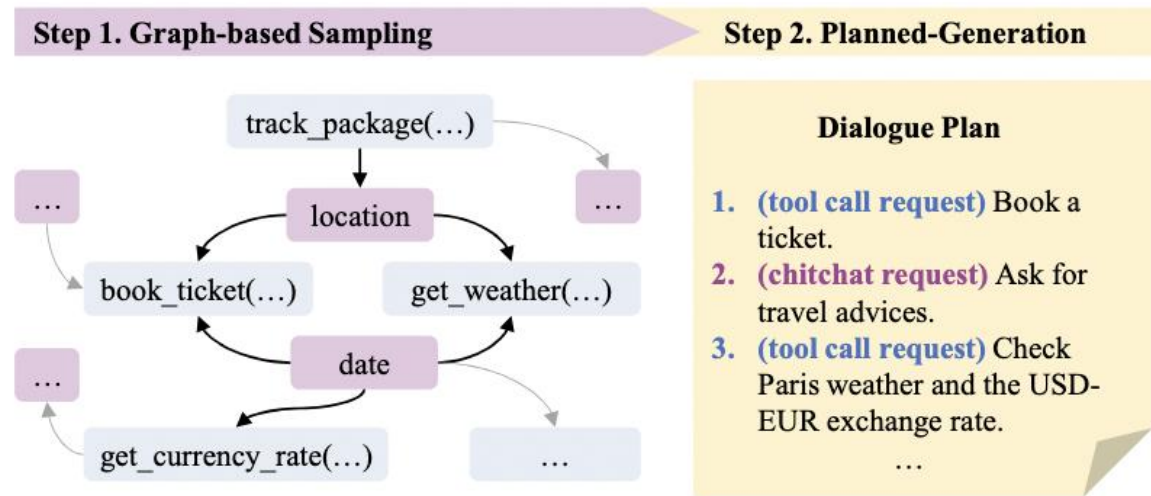 Step 1. Graph-based Sampling
Step 2. Planned-Generation
track_package(…)
…
…
location
book_ticket(…)
get_weather(…)
…
date
get_currency_rate(…)
…
Dialogue Plan
1. (tool call request) Book a
ticket.
2. (chitchat request) Ask for
travel advices.
3. (tool call request) Check
Paris weather and the USD-
EUR exchange rate.
…